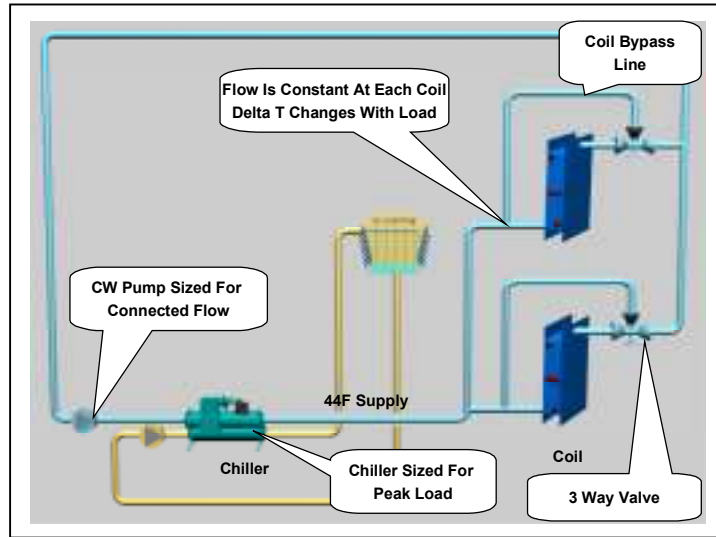 Coil Bypass
Line
Flow Is Constant At Each Coil
Delta T Changes With Load
CW Pump Sized For
Connected Flow
44F Supply
Chiller
Chiller Sized For
Peak Load
Coil
3 Way Valve